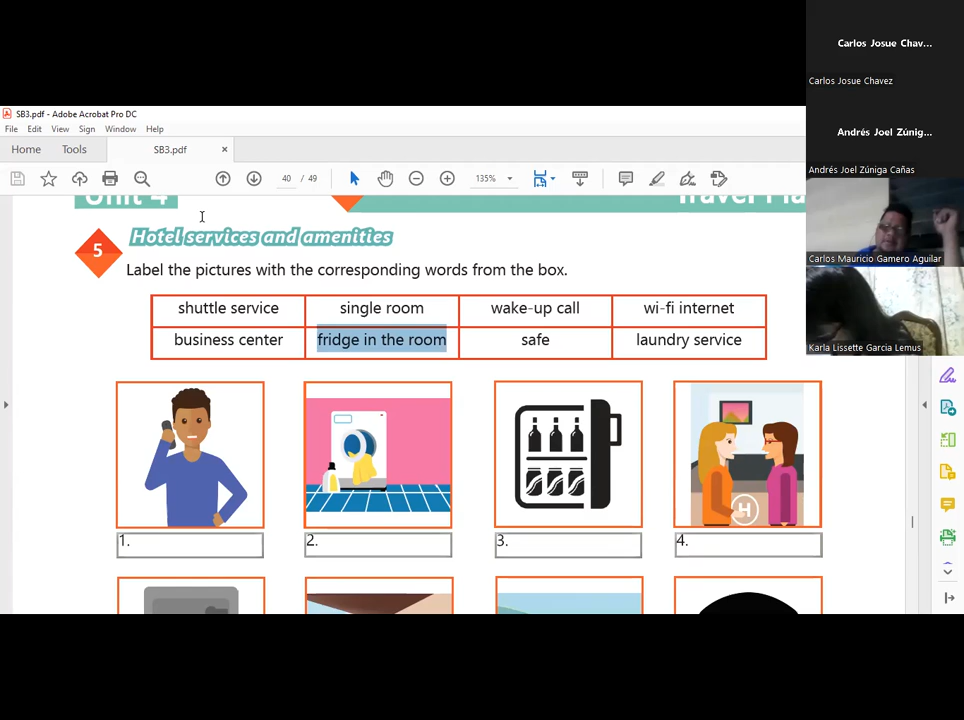 Carlos Josue Chav...
Carlos Josue Chavez
Andrés Joel Zúnig...
Andrés Joel Zúniga Cañas
Carlos Mauricio Gamero Aguilar
Karla Lissette Garcia Lemus
SB3.pdf - Adobe Acrobat Pro DC
File Edit View Sign Window Help
Home Tools SB3.pdf ×
40 / 49 135%
Unit 4 Travel Pla
5 Hotel services and amenities
Label the pictures with the corresponding words from the box.
shuttle service single room wake-up call wi-fi internet
business center fridge in the room safe laundry service
H
1. 2. 3. 4.